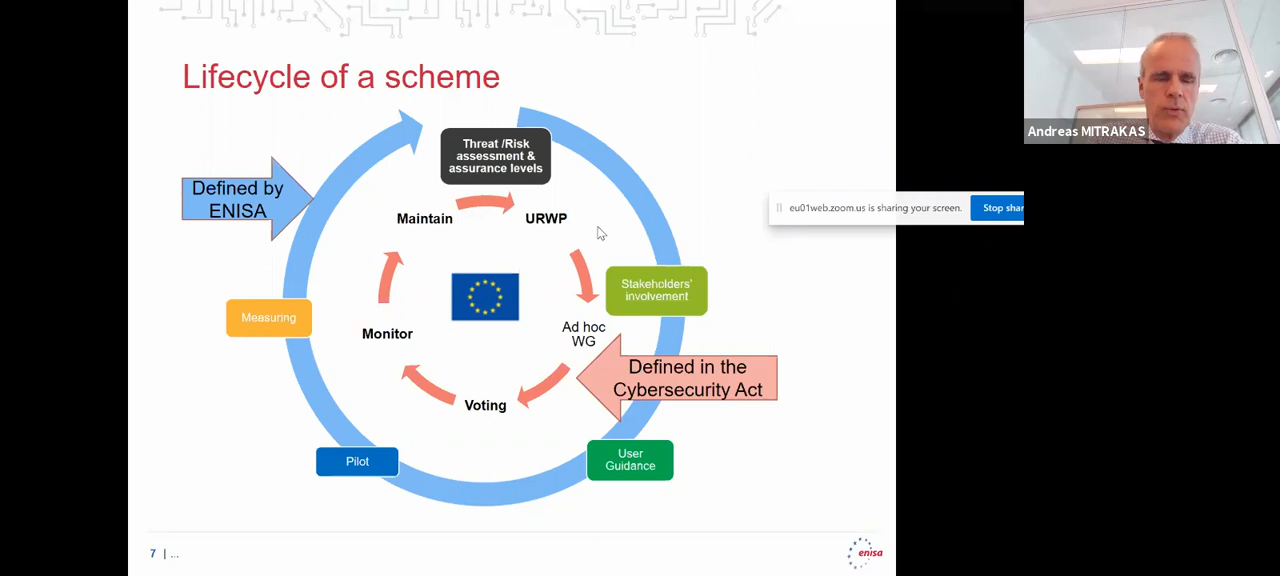 Lifecycle of a scheme
Andreas MITRAKAS
Threat /Risk
assessment &
assurance levels
Defined by
ENISA
Maintain
URWP
eu01web.zoom.us is sharing your screen.
Stop shar
Stakeholders'
involvement
Measuring
Monitor
Ad hoc
WG
Defined in the
Cybersecurity Act
Voting
Pilot
User
Guidance
7 | ...
enisa